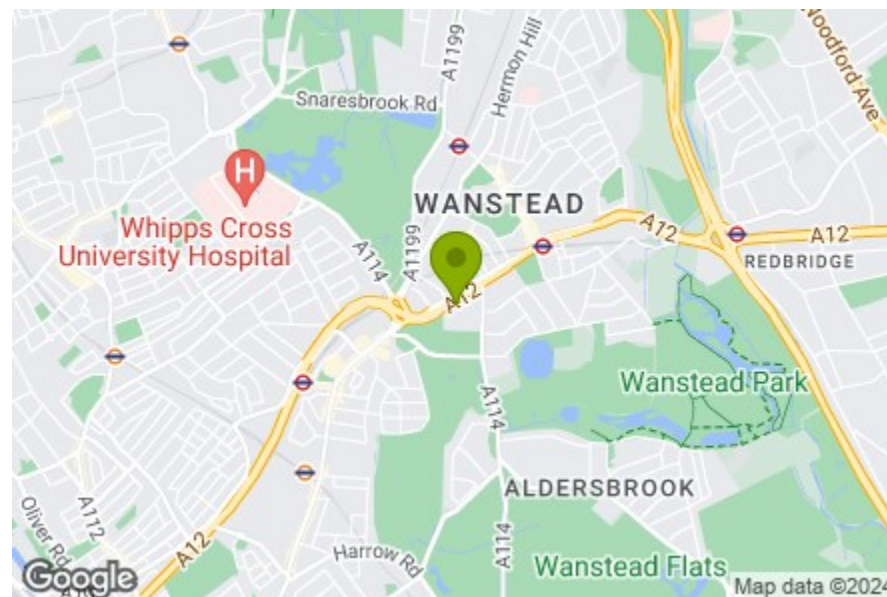 Woodford Ave
A1199
Hermon Hill
Snaresbrook Rd
H
WANSTEAD
Whipps Cross
University Hospital
A12
A12
A1199
A114
REDBRIDGE
A12
Wanstead Park
A114
ALDERSBROOK
Oliver Rd
A112
A12
Harrow Rd
A114
Wanstead Flats
Google
Map data ©2024